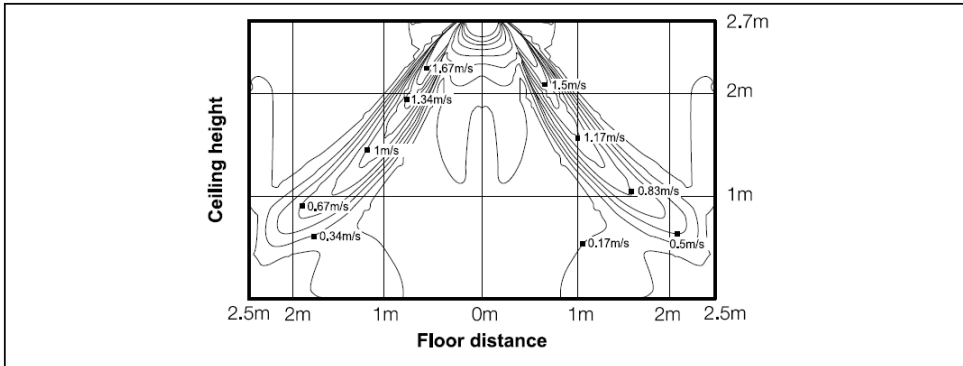 2.7m
1.67m/s
1.5m/s
2m
1.34m/s
1.17m/s
1m/s
0.83m/s
1m
0.67m/s
0.34m/s
0.17m/s
0.5m/s
Ceiling height
2.5m 2m 1m 0m 1m 2m 2.5m
Floor distance